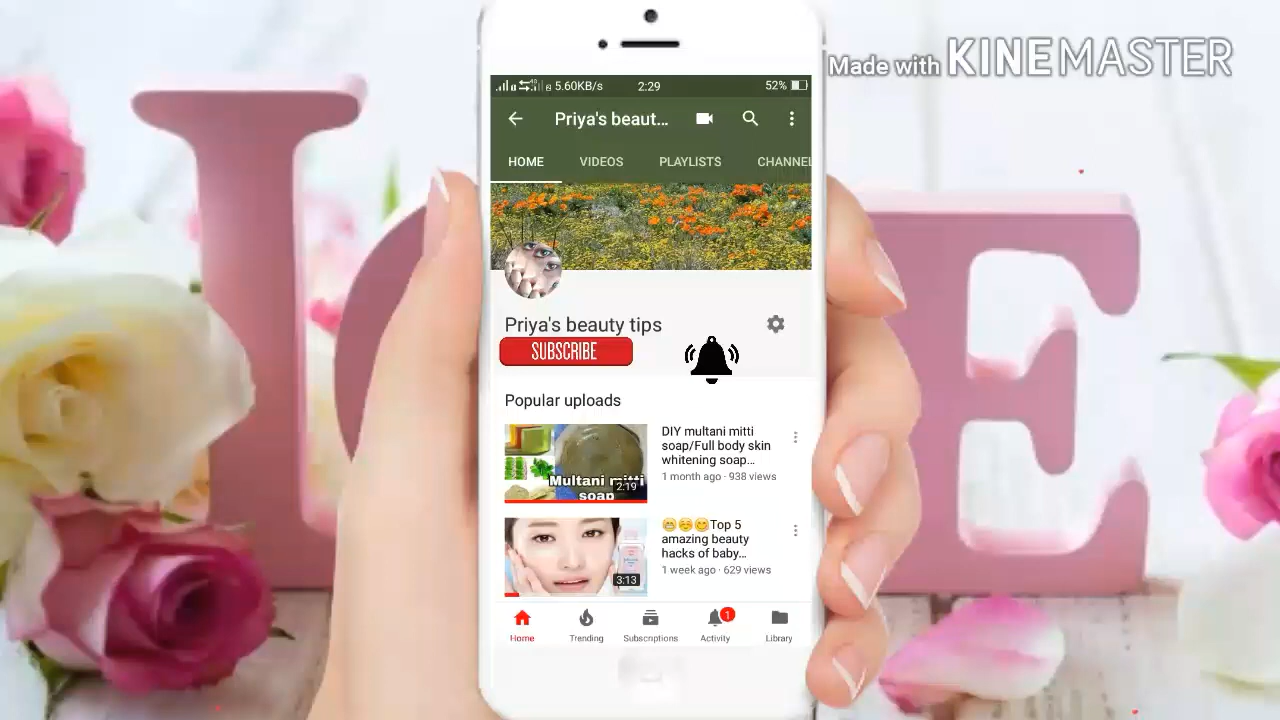 Made with KINEMASTER
5.60KB/s 2:29 52%
Priya's beaut...
HOME VIDEOS PLAYLISTS CHANNEL
Priya's beauty tips
SUBSCRIBE
Popular uploads
DIY multani mitti
soap/Full body skin
whitening soap...
1 month ago · 938 views
Multani mitti
soap
2:19
😁☺️😋Top 5
amazing beauty
hacks of baby...
1 week ago · 629 views
3:13
1
Home Trending Subscriptions Activity Library